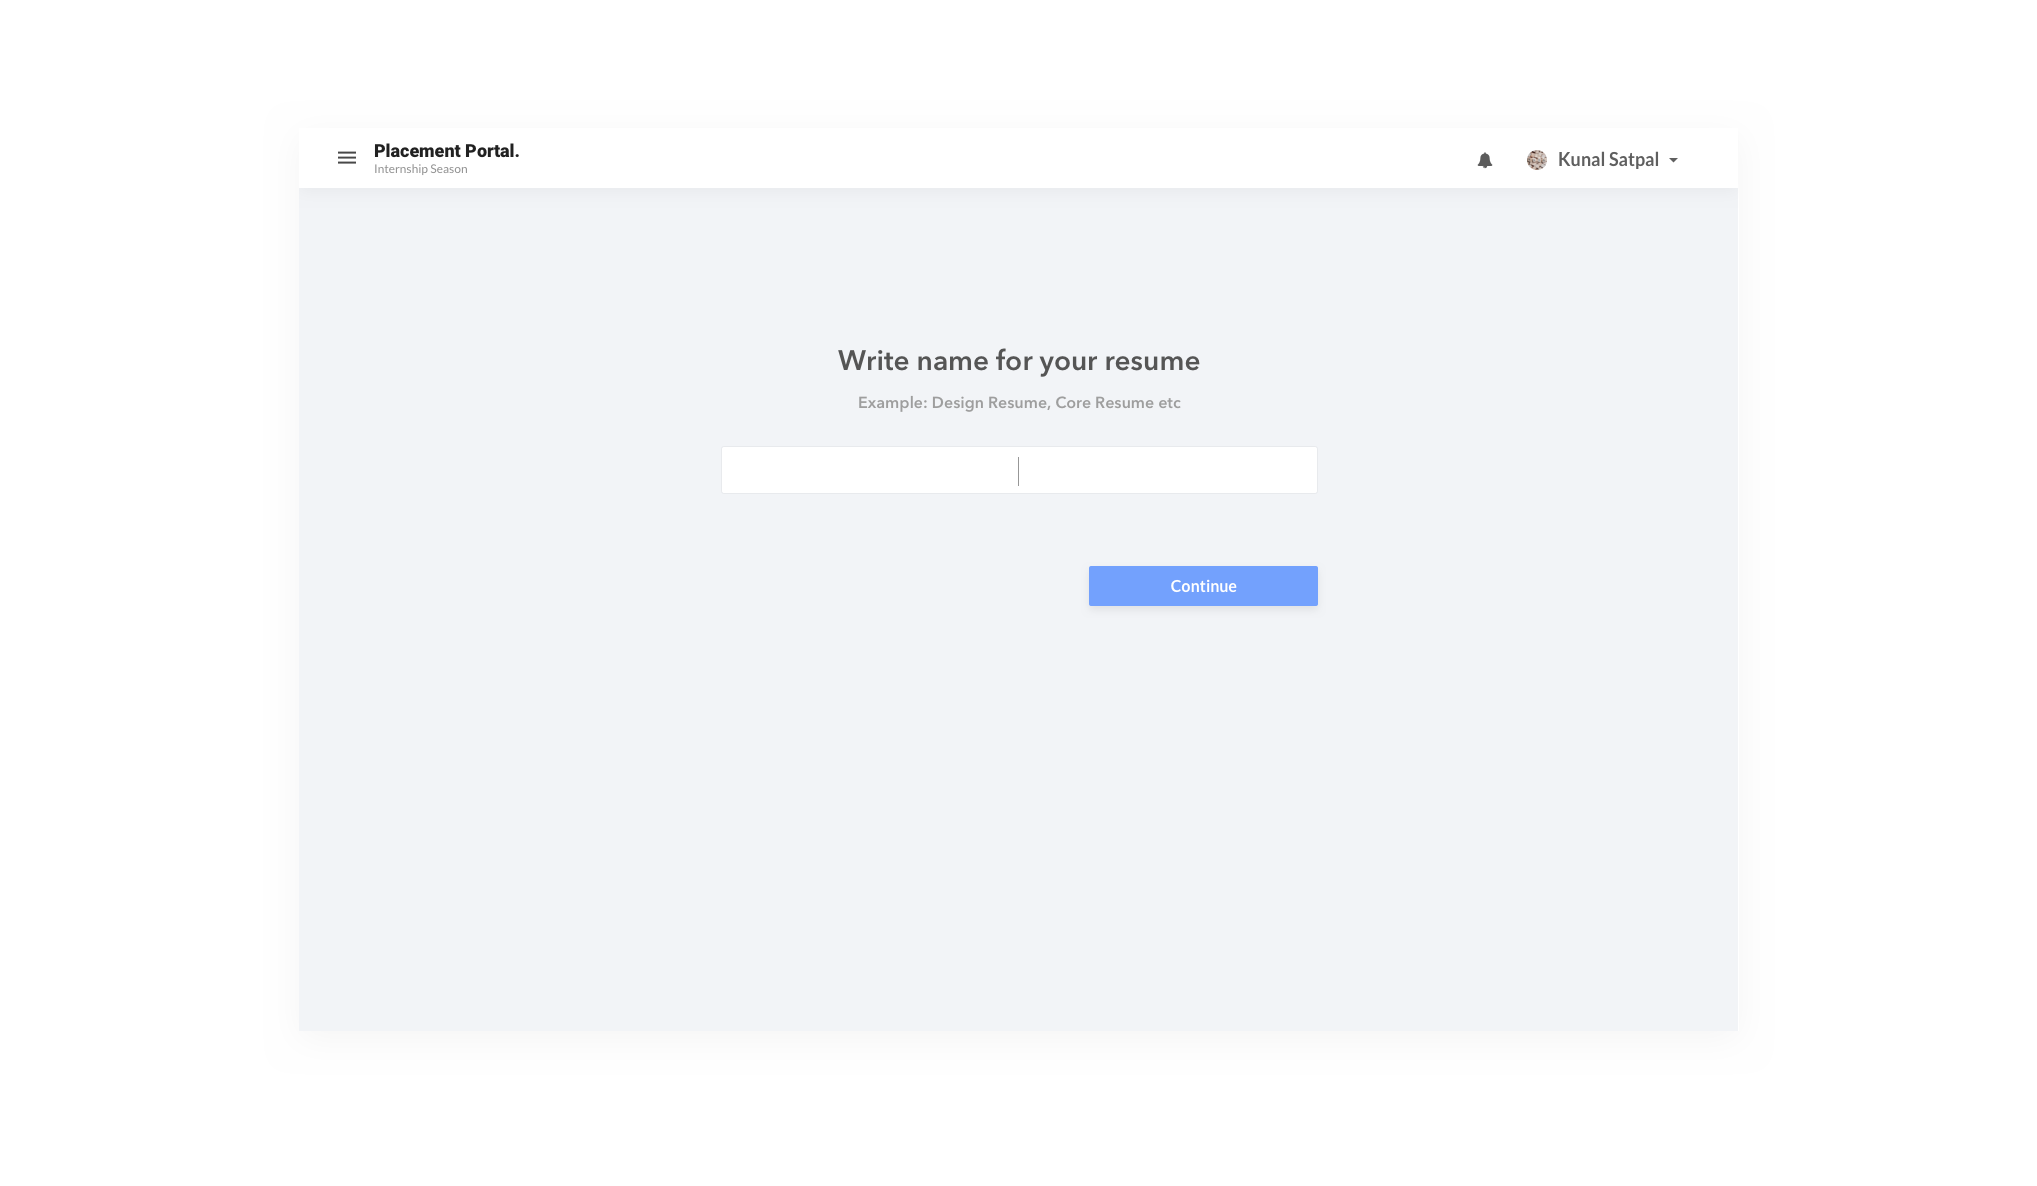 Placement Portal.
Internship Season
Kunal Satpal
Write name for your resume
Example: Design Resume, Core Resume etc
Continue